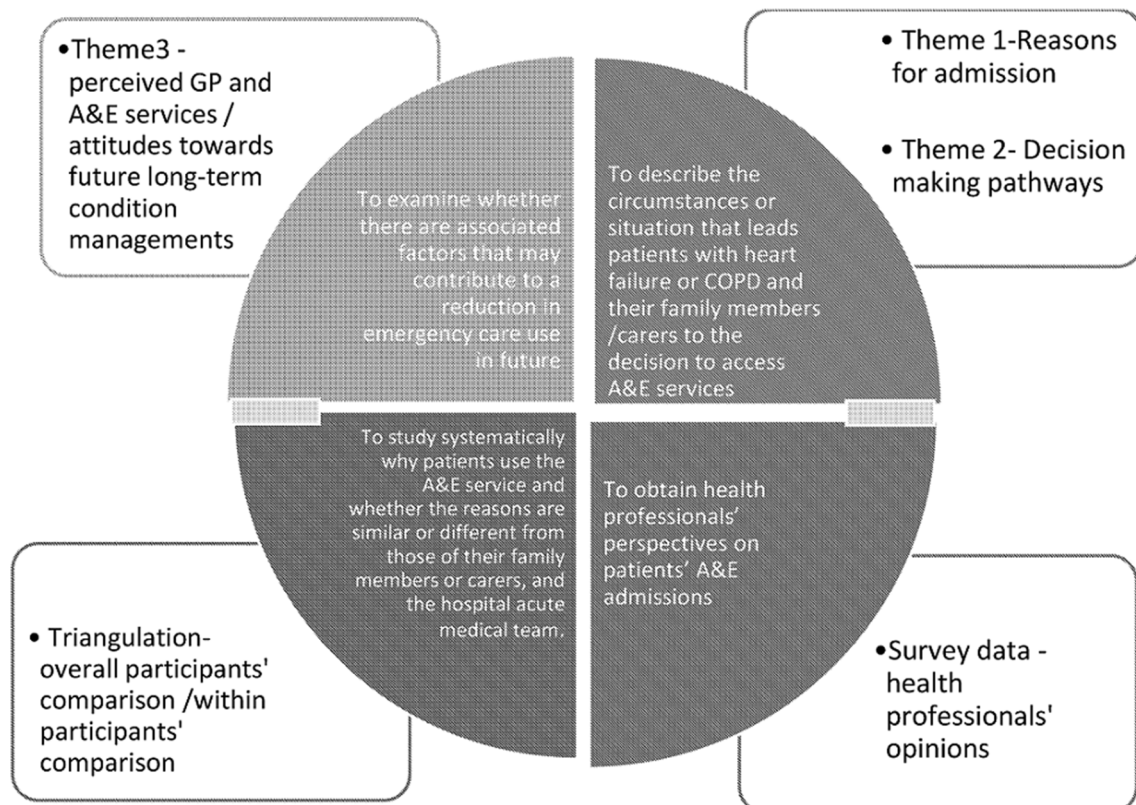 •Theme3 -
perceived GP and
A&E services /
attitudes towards
future long-term
condition
managements
• Theme 1-Reasons
for admission
• Theme 2- Decision
making pathways
To examine whether
there are associated
factors that may
contribute to a
reduction in
emergency care use
in future
To describe the
circumstances or
situation that leads
patients with heart
failure or COPD and
their family members
/carers to the
decision to access
A&E services
To study systematically
why patients use the
A&E service and
whether the reasons are
similar or different from
those of their family
members or carers, and
the hospital acute
medical team.
To obtain health
professionals’
perspectives on
patients’ A&E
admissions
• Triangulation-
overall participants'
comparison /within
participants'
comparison
•Survey data -
health
professionals'
opinions